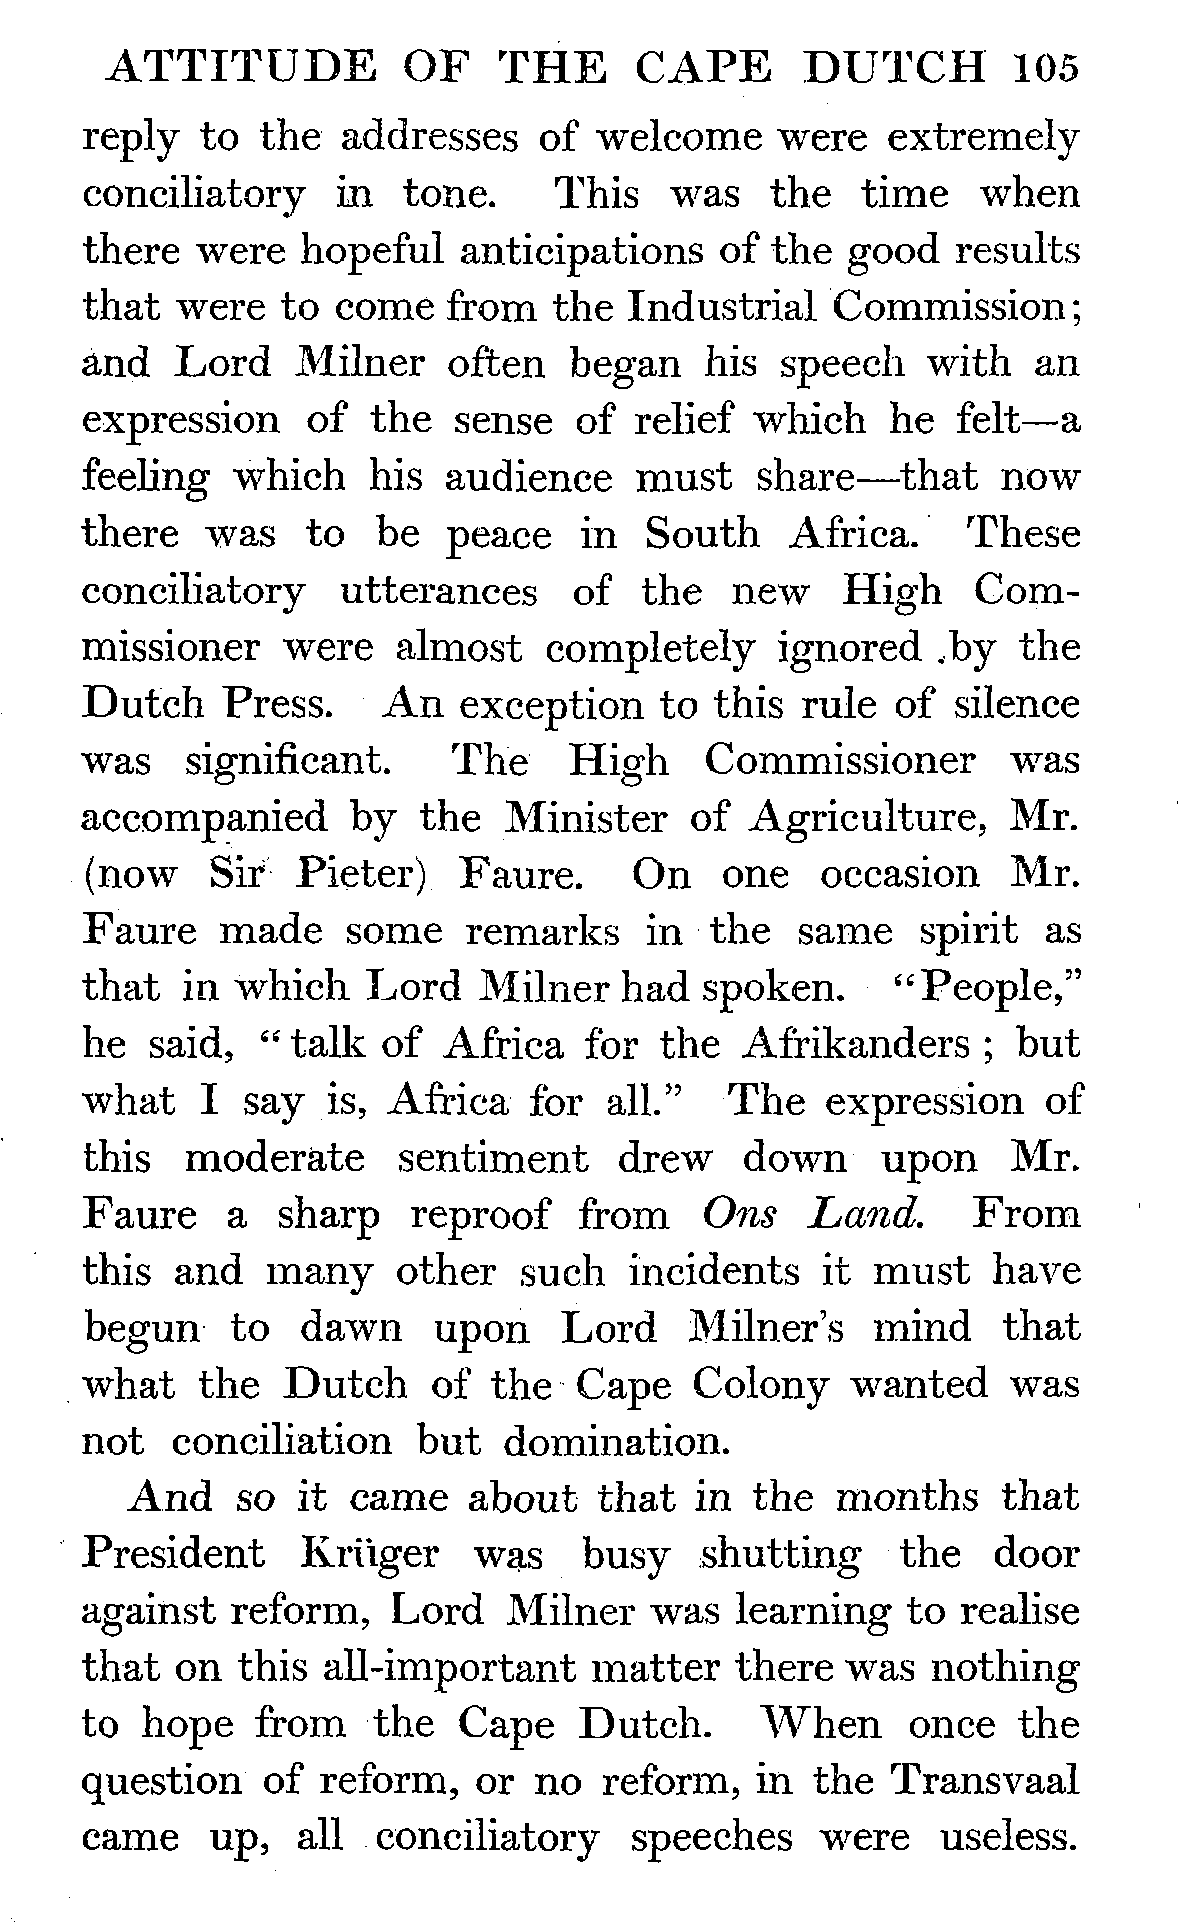 ATTITUDE OF THE CAPE DUTCH 105
reply to the addresses of welcome were extremely
conciliatory in tone. This was the time when
there were hopeful anticipations of the good results
that were to come from the Industrial Commission;
and Lord Milner often began his speech with an
expression of the sense of relief which he felt—a
feeling which his audience must share—that now
there was to be peace in South Africa. These
conciliatory utterances of the new High Com-
missioner were almost completely ignored by the
Dutch Press. An exception to this rule of silence
was significant. The High Commissioner was
accompanied by the Minister of Agriculture, Mr.
(now Sir Pieter) Faure. On one occasion Mr.
Faure made some remarks in the same spirit as
that in which Lord Milner had spoken. “People,”
he said, “talk of Africa for the Afrikanders; but
what I say is, Africa for all.” The expression of
this moderate sentiment drew down upon Mr.
Faure a sharp reproof from Ons Land. From
this and many other such incidents it must have
begun to dawn upon Lord Milner’s mind that
what the Dutch of the Cape Colony wanted was
not conciliation but domination.
And so it came about that in the months that
President Krüger was busy shutting the door
against reform, Lord Milner was learning to realise
that on this all-important matter there was nothing
to hope from the Cape Dutch. When once the
question of reform, or no reform, in the Transvaal
came up, all conciliatory speeches were useless.